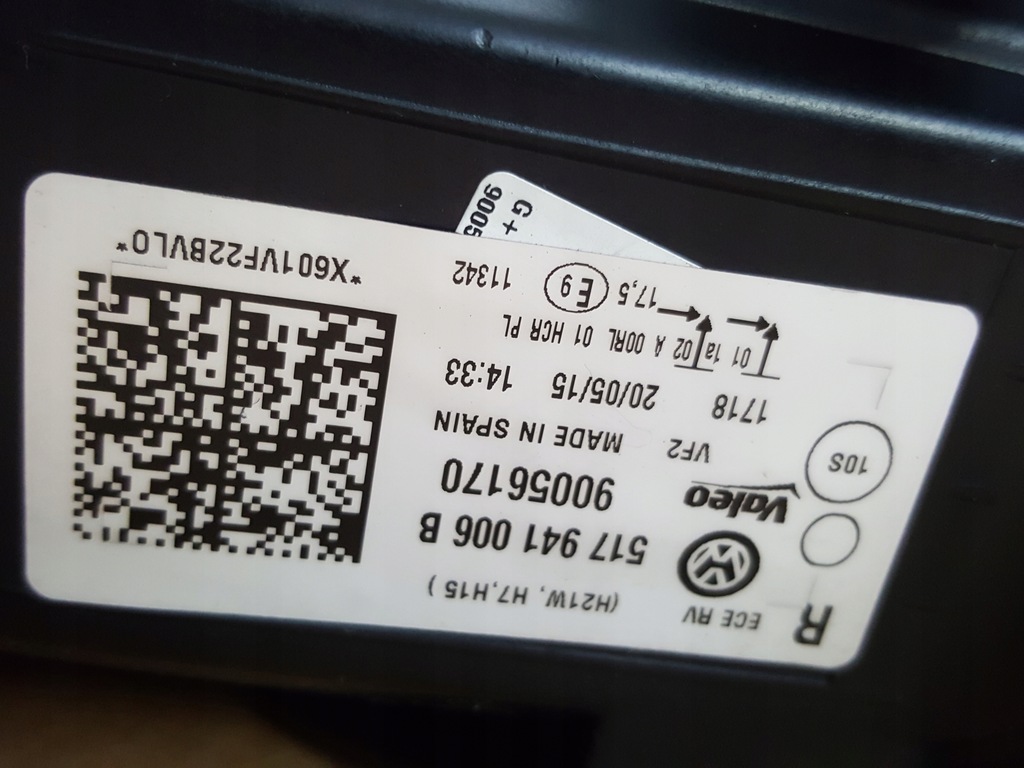 R ECE RV (H21W, H7,H15 )
517 941 006 B
Valeo 90056170
10S VF2 MADE IN SPAIN
1718 20/05/15 14:33
01 1a 02 A 00RL 01 HCR PL
17,5 E9 11342
*X601VF22BVL0*
G +